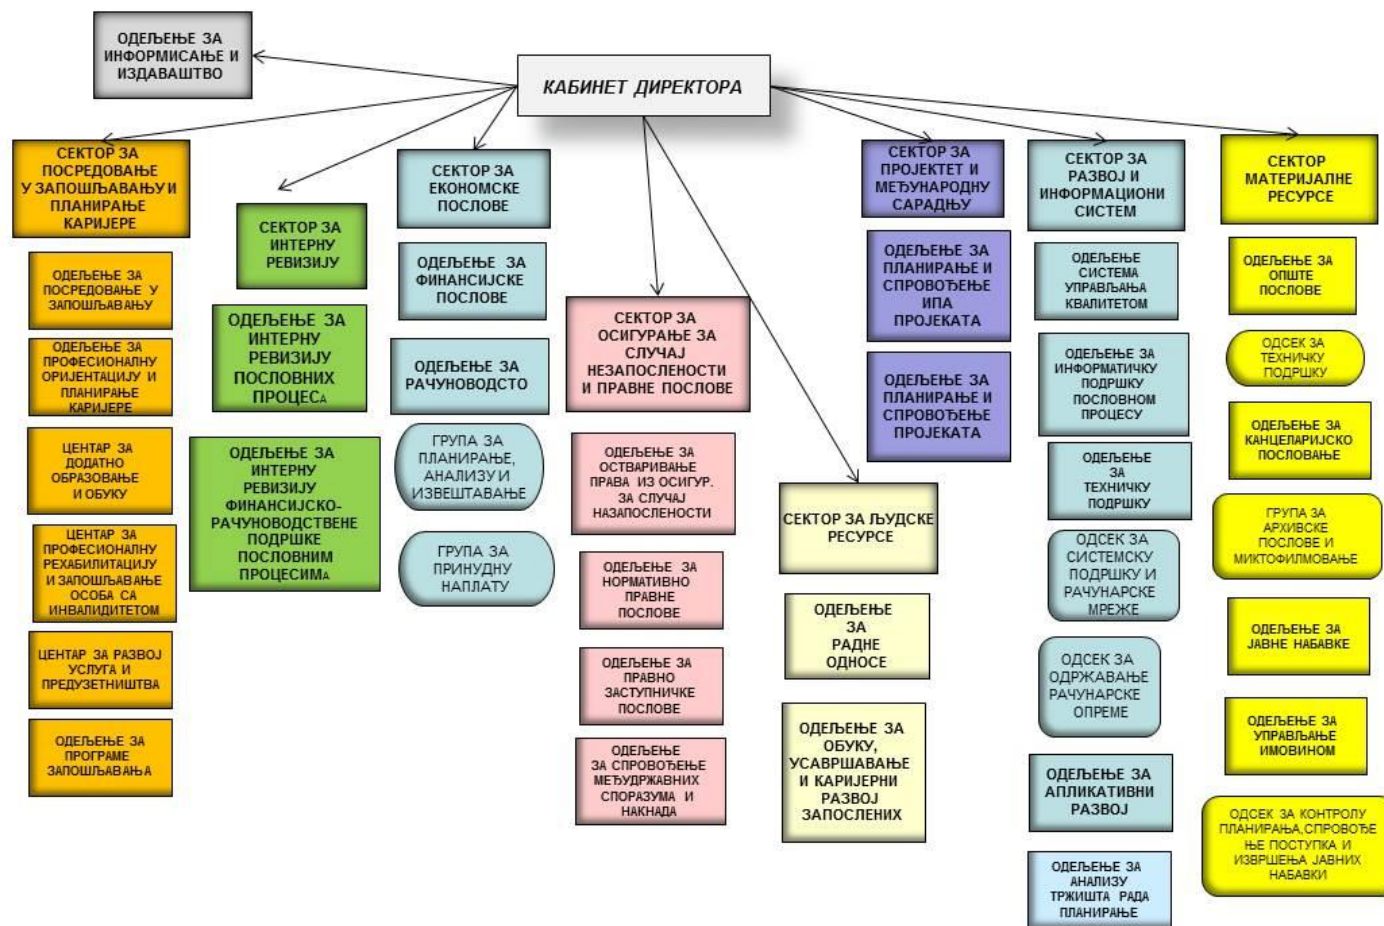 ОДЕЉЕЊЕ ЗА
ИНФОРМИСАЊЕ И
ИЗДАВАШТВО
КАБИНЕТ ДИРЕКТОРА
СЕКТОР ЗА
ПОСРЕДОВАЊЕ
У ЗАПОШЉАВАЊУ И
ПЛАНИРАЊЕ
КАРИЈЕРЕ
ОДЕЉЕЊЕ ЗА
ПОСРЕДОВАЊЕ У
ЗАПОШЉАВАЊУ
ОДЕЉЕЊЕ ЗА
ПРОФЕСИОНАЛНУ
ОРИЈЕНТАЦИЈУ И
ПЛАНИРАЊЕ
КАРИЈЕРЕ
ЦЕНТАР ЗА
ДОДАТНО
ОБРАЗОВАЊЕ
И ОБУКУ
ЦЕНТАР ЗА
ПРОФЕСИОНАЛНУ
РЕХАБИЛИТАЦИЈУ
И ЗАПОШЉАВАЊЕ
ОСОБА СА
ИНВАЛИДИТЕТОМ
ЦЕНТАР ЗА РАЗВОЈ
УСЛУГА И
ПРЕДУЗЕТНИШТВА
ОДЕЉЕЊЕ ЗА
ПРОГРАМЕ
ЗАПОШЉАВАЊА
СЕКТОР ЗА
ИНТЕРНУ
РЕВИЗИЈУ
ОДЕЉЕЊЕ ЗА
ИНТЕРНУ
РЕВИЗИЈУ
ПОСЛОВНИХ
ПРОЦЕСА
ОДЕЉЕЊЕ ЗА
ИНТЕРНУ
РЕВИЗИЈУ
ФИНАНСИЈСКО-
РАЧУНОВОДСТВЕНЕ
ПОДРШКЕ
ПОСЛОВНИМ
ПРОЦЕСИМА
СЕКТОР ЗА
ЕКОНОМСКЕ
ПОСЛОВЕ
ОДЕЉЕЊЕ ЗА
ФИНАНСИЈСКЕ
ПОСЛОВЕ
ОДЕЉЕЊЕ ЗА
РАЧУНОВОДСТО
ГРУПА ЗА
ПЛАНИРАЊЕ,
АНАЛИЗУ И
ИЗВЕШТАВАЊЕ
ГРУПА ЗА
ПРИНУДНУ
НАПЛАТУ
СЕКТОР ЗА
ОСИГУРАЊЕ ЗА
СЛУЧАЈ
НЕЗАПОСЛЕНОСТИ
И ПРАВНЕ ПОСЛОВЕ
ОДЕЉЕЊЕ ЗА
ОСТВАРИВАЊЕ
ПРАВА ИЗ ОСИГУР.
ЗА СЛУЧАЈ
НАЗАПОСЛЕНОСТИ
ОДЕЉЕЊЕ ЗА
НОРМАТИВНО
ПРАВНЕ
ПОСЛОВЕ
ОДЕЉЕЊЕ ЗА
ПРАВНО
ЗАСТУПНИЧКЕ
ПОСЛОВЕ
ОДЕЉЕЊЕ
ЗА СПРОВОЂЕЊЕ
МЕЂУДРЖАВНИХ
СПОРАЗУМА И
НАКНАДА
СЕКТОР ЗА ЉУДСКЕ
РЕСУРСЕ
ОДЕЉЕЊЕ
ЗА
РАДНЕ
ОДНОСЕ
ОДЕЉЕЊЕ ЗА
ОБУКУ,
УСАВРШАВАЊЕ
И КАРИЈЕРНИ
РАЗВОЈ
ЗАПОСЛЕНИХ
СЕКТОР ЗА
ПРОЈЕКТЕТ И
МЕЂУНАРОДНУ
САРАДЊУ
ОДЕЉЕЊЕ ЗА
ПЛАНИРАЊЕ И
СПРОВОЂЕЊЕ
ИПА
ПРОЈЕКАТА
ОДЕЉЕЊЕ ЗА
ПЛАНИРАЊЕ И
СПРОВОЂЕЊЕ
ПРОЈЕКАТА
СЕКТОР ЗА
РАЗВОЈ И
ИНФОРМАЦИОНИ
СИСТЕМ
ОДЕЉЕЊЕ
СИСТЕМА
УПРАВЉАЊА
КВАЛИТЕТОМ
ОДЕЉЕЊЕ ЗА
ИНФОРМАТИЧКУ
ПОДРШКУ
ПОСЛОВНОМ
ПРОЦЕСУ
ОДЕЉЕЊЕ
ЗА
ТЕХНИЧКУ
ПОДРШКУ
ОДСЕК ЗА
СИСТЕМСКУ
ПОДРШКУ И
РАЧУНАРСКЕ
МРЕЖЕ
ОДСЕК ЗА
ОДРЖАВАЊЕ
РАЧУНАРСКЕ
ОПРЕМЕ
ОДЕЉЕЊЕ ЗА
АПЛИКАТИВНИ
РАЗВОЈ
ОДЕЉЕЊЕ ЗА
АНАЛИЗУ
ТРЖИШТА РАДА
ПЛАНИРАЊЕ
СЕКТОР
МАТЕРИЈАЛНЕ
РЕСУРСЕ
ОДЕЉЕЊЕ ЗА
ОПШТЕ
ПОСЛОВЕ
ОДСЕК ЗА
ТЕХНИЧКУ
ПОДРШКУ
ОДЕЉЕЊЕ ЗА
КАНЦЕЛАРИЈСКО
ПОСЛОВАЊЕ
ГРУПА ЗА
АРХИВСКЕ
ПОСЛОВЕ И
МИКТОФИЛМОВАЊЕ
ОДЕЉЕЊЕ ЗА
ЈАВНЕ НАБАВКЕ
ОДЕЉЕЊЕ ЗА
УПРАВЉАЊЕ
ИМОВИНОМ
ОДСЕК ЗА КОНТРОЛУ
ПЛАНИРАЊА,СПРОВОЂЕ
ЊЕ ПОСТУПКА И
ИЗВРШЕЊА ЈАВНИХ
НАБАВКИ